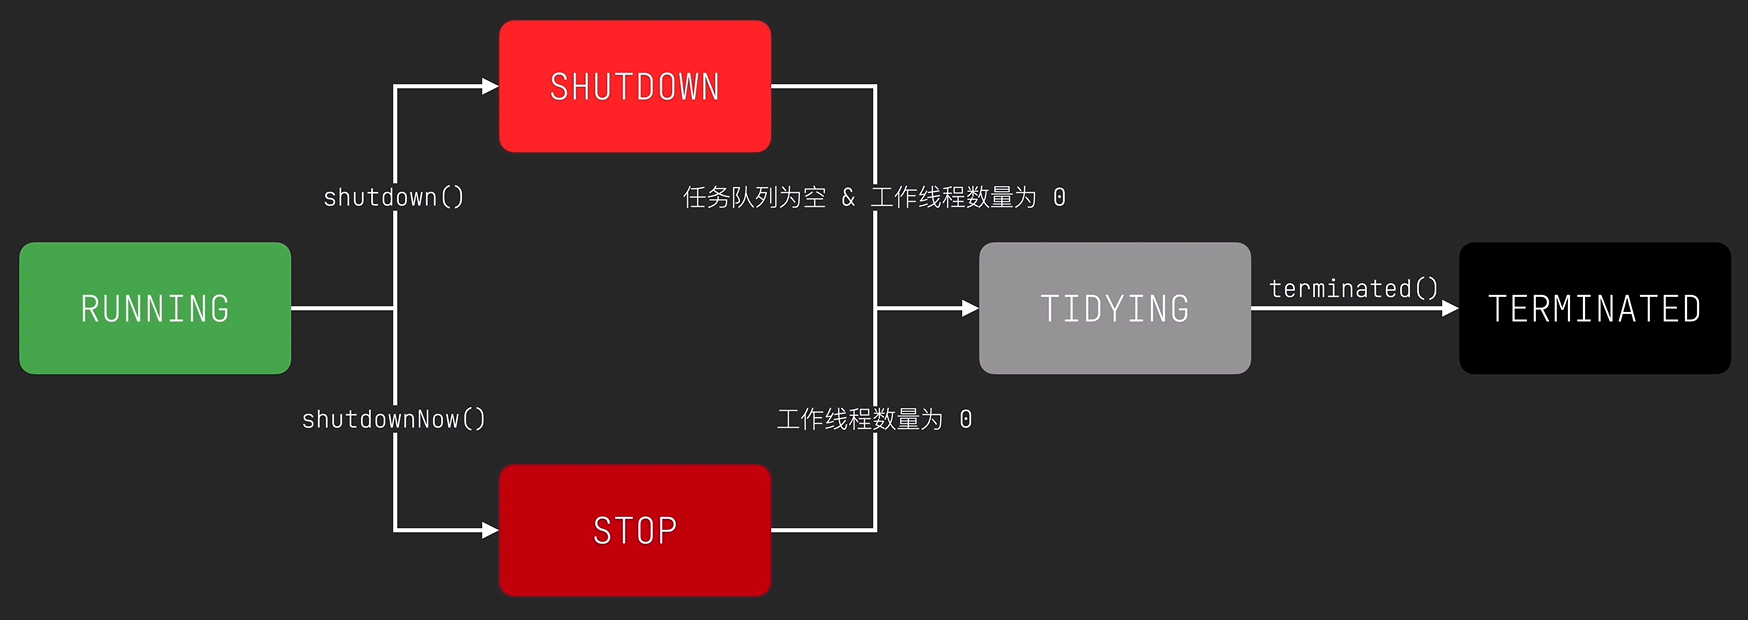 SHUTDOWN
shutdown()
任务队列为空 & 工作线程数量为 0
RUNNING
TIDYING
terminated()
TERMINATED
shutdownNow()
工作线程数量为 0
STOP